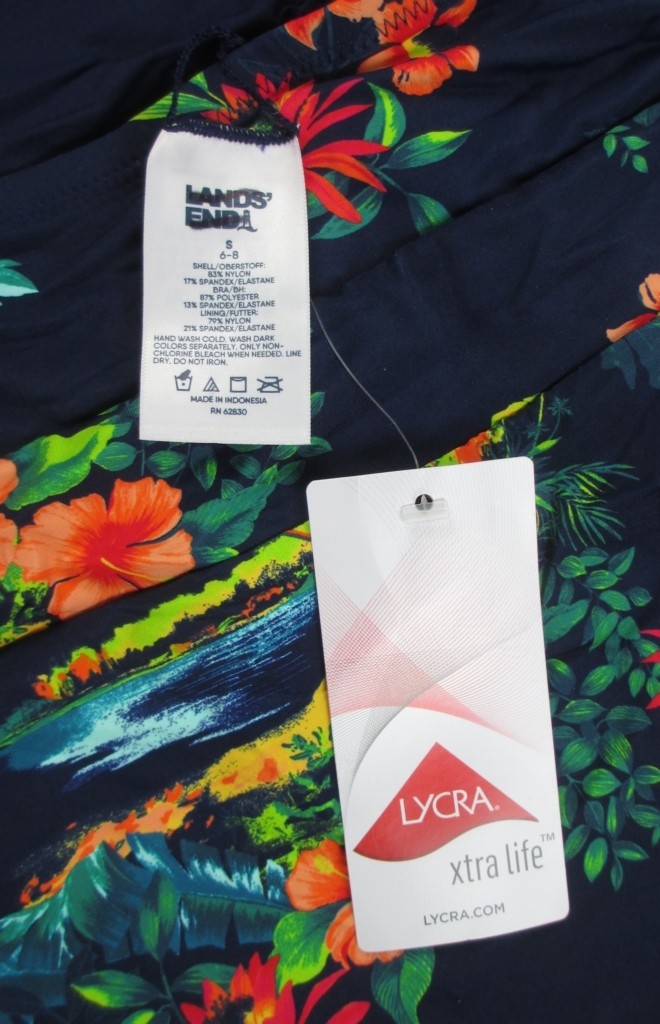 LANDS'
END
S
6-8
SHELL/OBERSTOFF:
83% NYLON
17% SPANDEX/ELASTANE
BRA/BH:
87% POLYESTER
13% SPANDEX/ELASTANE
LINING/FUTTER:
79% NYLON
21% SPANDEX/ELASTANE
HAND WASH COLD. WASH DARK
COLORS SEPARATELY. ONLY NON-
CHLORINE BLEACH WHEN NEEDED. LINE
DRY. DO NOT IRON.
MADE IN INDONESIA
RN 62830
LYCRA®
xtra life™
LYCRA.COM